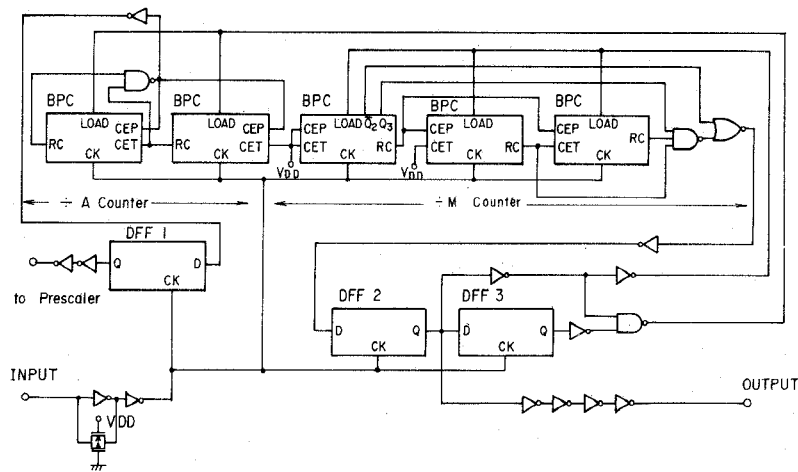 BPC BPC BPC BPC BPC
LOAD CEP LOAD CEP CEP LOAD Q̄2 Q3 CEP LOAD CEP LOAD
RC CET RC CET CET RC CET RC CET RC
CK CK CK CK CK
VDD VDD
÷ A Counter ÷ M Counter
DFF 1
Q D
CK
to Prescaler
DFF 2 DFF 3
D Q D Q
CK CK
INPUT
VDD
OUTPUT